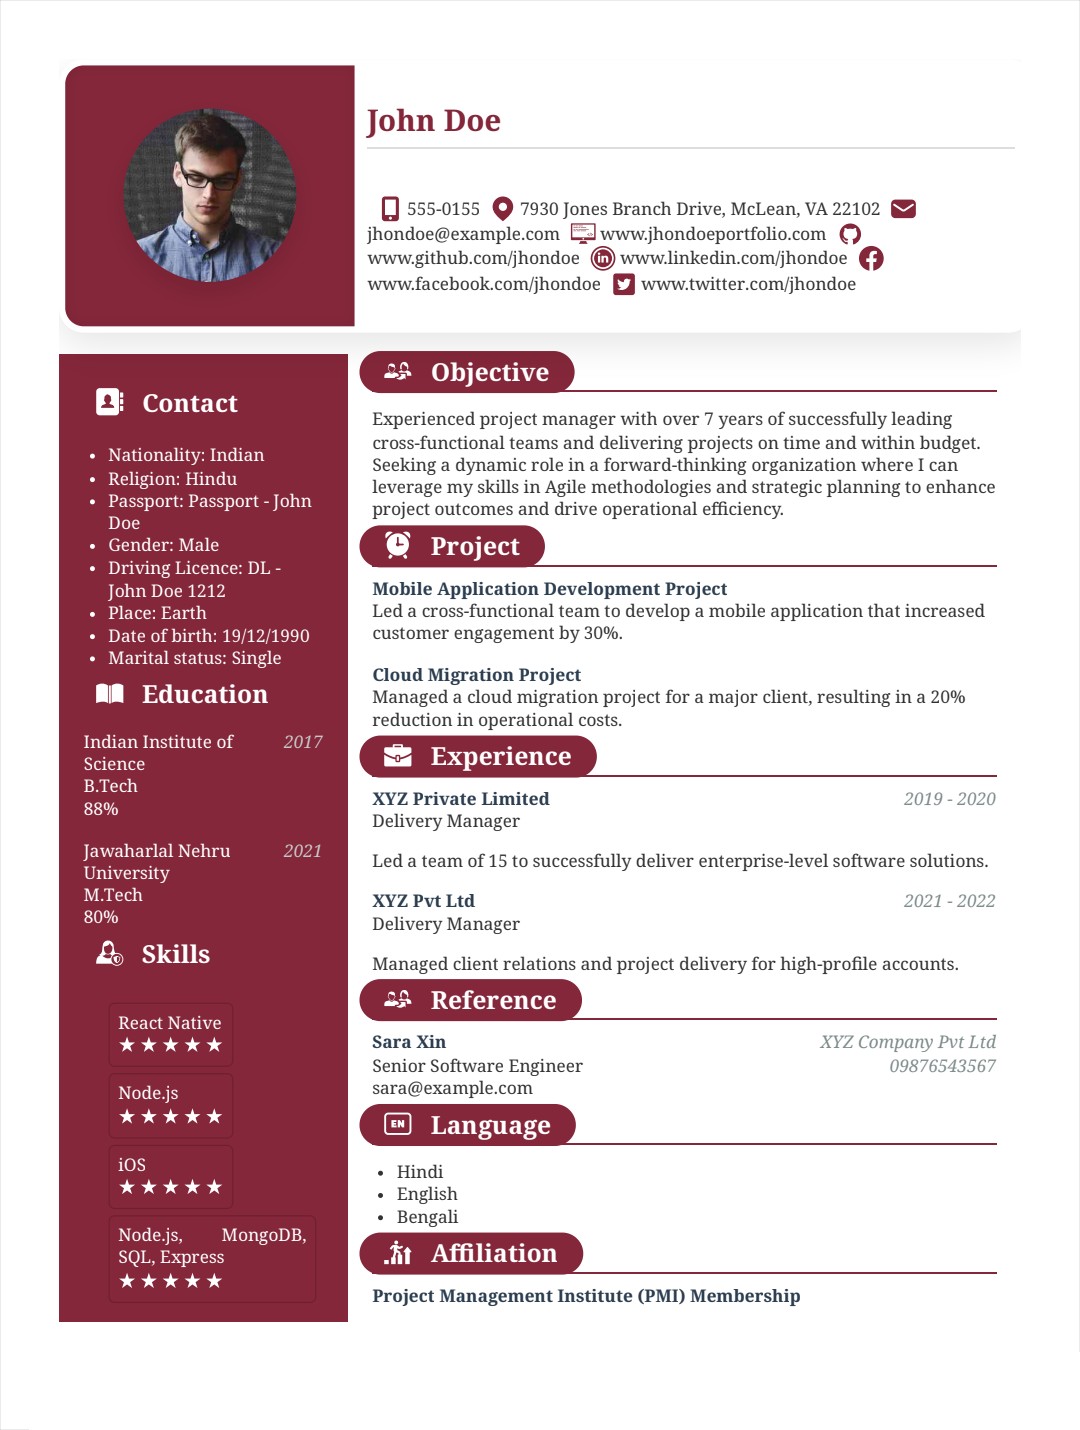 John Doe
555-0155 7930 Jones Branch Drive, McLean, VA 22102
jhondoe@example.com www.jhondoeportfolio.com
www.github.com/jhondoe www.linkedin.com/jhondoe
www.facebook.com/jhondoe www.twitter.com/jhondoe
Contact
• Nationality: Indian
• Religion: Hindu
• Passport: Passport - John
Doe
• Gender: Male
• Driving Licence: DL -
John Doe 1212
• Place: Earth
• Date of birth: 19/12/1990
• Marital status: Single
Education
Indian Institute of 2017
Science
B.Tech
88%
Jawaharlal Nehru 2021
University
M.Tech
80%
Skills
React Native
★★★★★
Node.js
★★★★★
iOS
★★★★★
Node.js, MongoDB,
SQL, Express
★★★★★
Objective
Experienced project manager with over 7 years of successfully leading
cross-functional teams and delivering projects on time and within budget.
Seeking a dynamic role in a forward-thinking organization where I can
leverage my skills in Agile methodologies and strategic planning to enhance
project outcomes and drive operational efficiency.
Project
Mobile Application Development Project
Led a cross-functional team to develop a mobile application that increased
customer engagement by 30%.
Cloud Migration Project
Managed a cloud migration project for a major client, resulting in a 20%
reduction in operational costs.
Experience
XYZ Private Limited 2019 - 2020
Delivery Manager
Led a team of 15 to successfully deliver enterprise-level software solutions.
XYZ Pvt Ltd 2021 - 2022
Delivery Manager
Managed client relations and project delivery for high-profile accounts.
Reference
Sara Xin XYZ Company Pvt Ltd
Senior Software Engineer 09876543567
sara@example.com
EN Language
• Hindi
• English
• Bengali
Affiliation
Project Management Institute (PMI) Membership